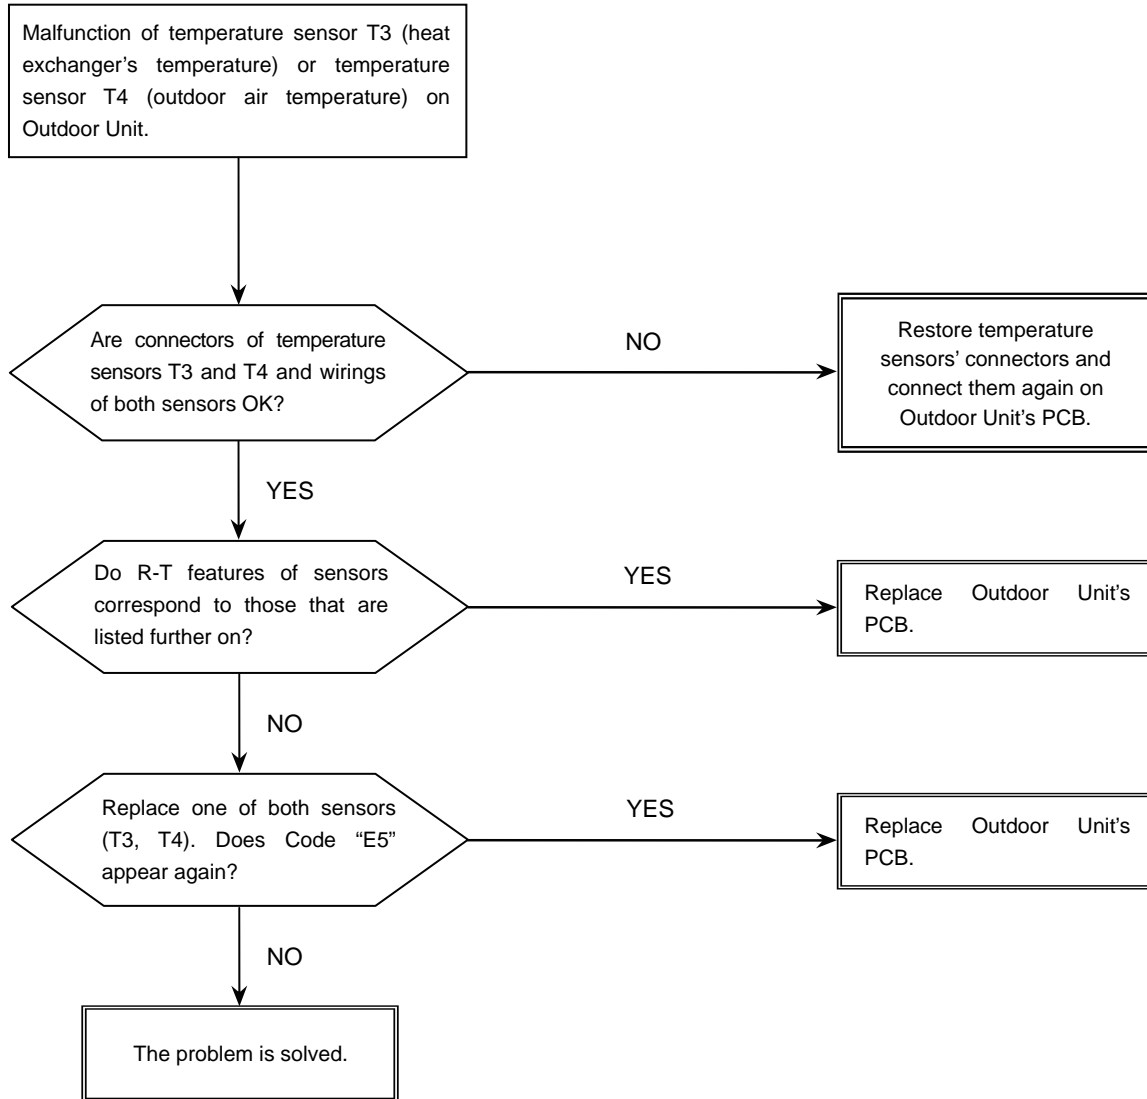 Malfunction of temperature sensor T3 (heat
exchanger's temperature) or temperature
sensor T4 (outdoor air temperature) on
Outdoor Unit.
Are connectors of temperature
sensors T3 and T4 and wirings
of both sensors OK?
NO
Restore temperature
sensors' connectors and
connect them again on
Outdoor Unit's PCB.
YES
Do R-T features of sensors
correspond to those that are
listed further on?
YES
Replace Outdoor Unit's
PCB.
NO
Replace one of both sensors
(T3, T4). Does Code “E5”
appear again?
YES
Replace Outdoor Unit's
PCB.
NO
The problem is solved.